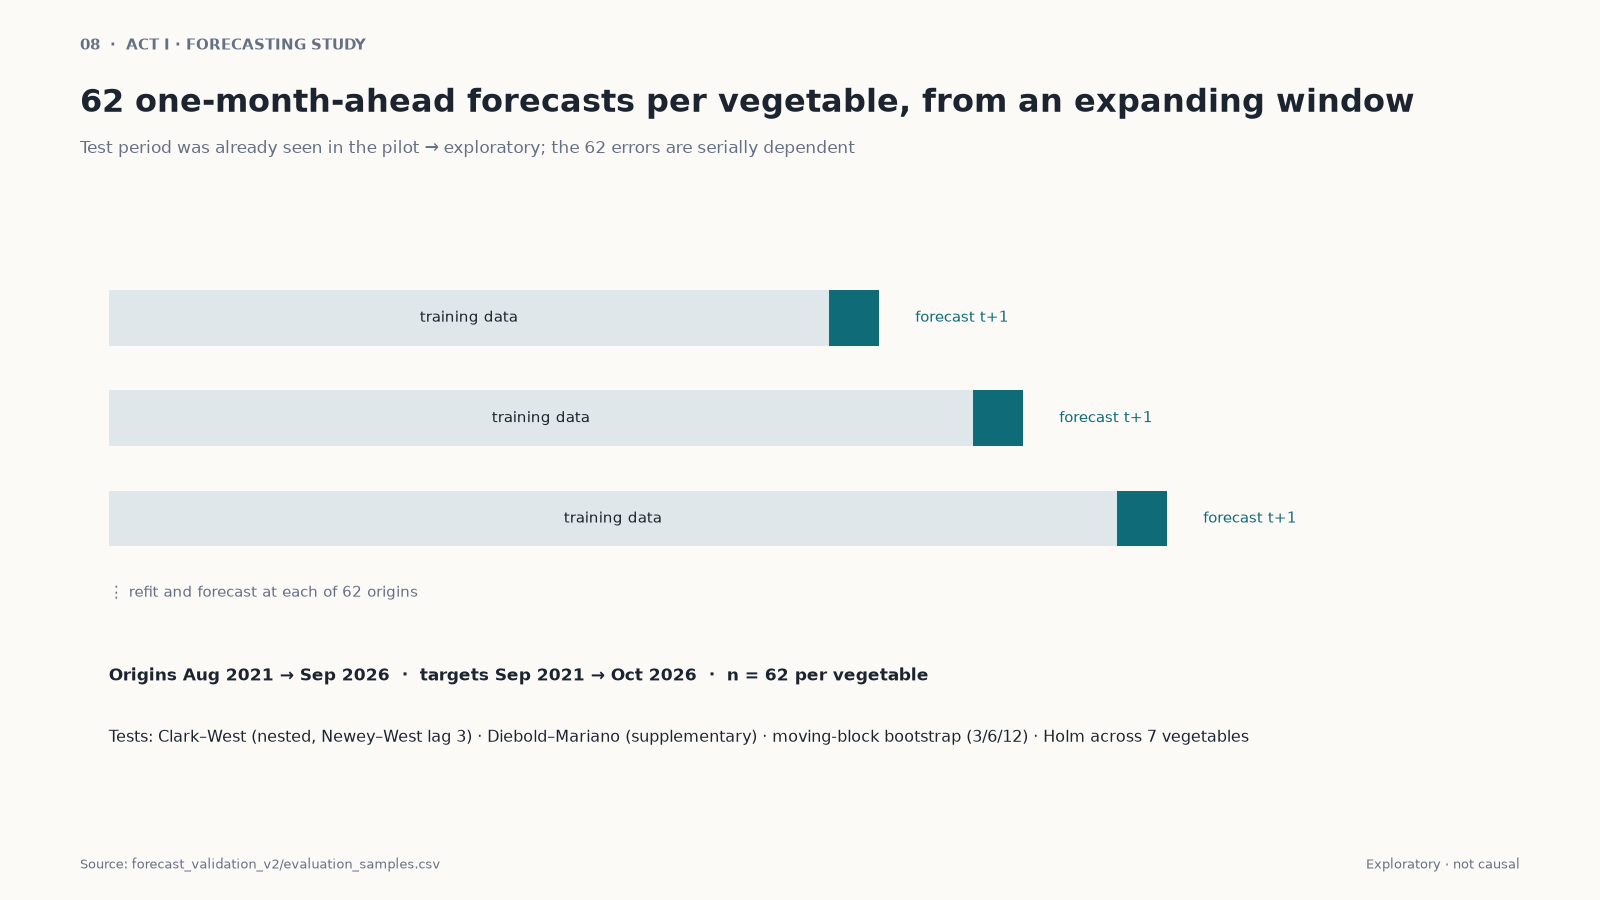 08 · ACT I · FORECASTING STUDY
62 one-month-ahead forecasts per vegetable, from an expanding window
Test period was already seen in the pilot → exploratory; the 62 errors are serially dependent
training data
forecast t+1
training data
forecast t+1
training data
forecast t+1
⋮ refit and forecast at each of 62 origins
Origins Aug 2021 → Sep 2026 · targets Sep 2021 → Oct 2026 · n = 62 per vegetable
Tests: Clark–West (nested, Newey–West lag 3) · Diebold–Mariano (supplementary) · moving-block bootstrap (3/6/12) · Holm across 7 vegetables
Source: forecast_validation_v2/evaluation_samples.csv
Exploratory · not causal